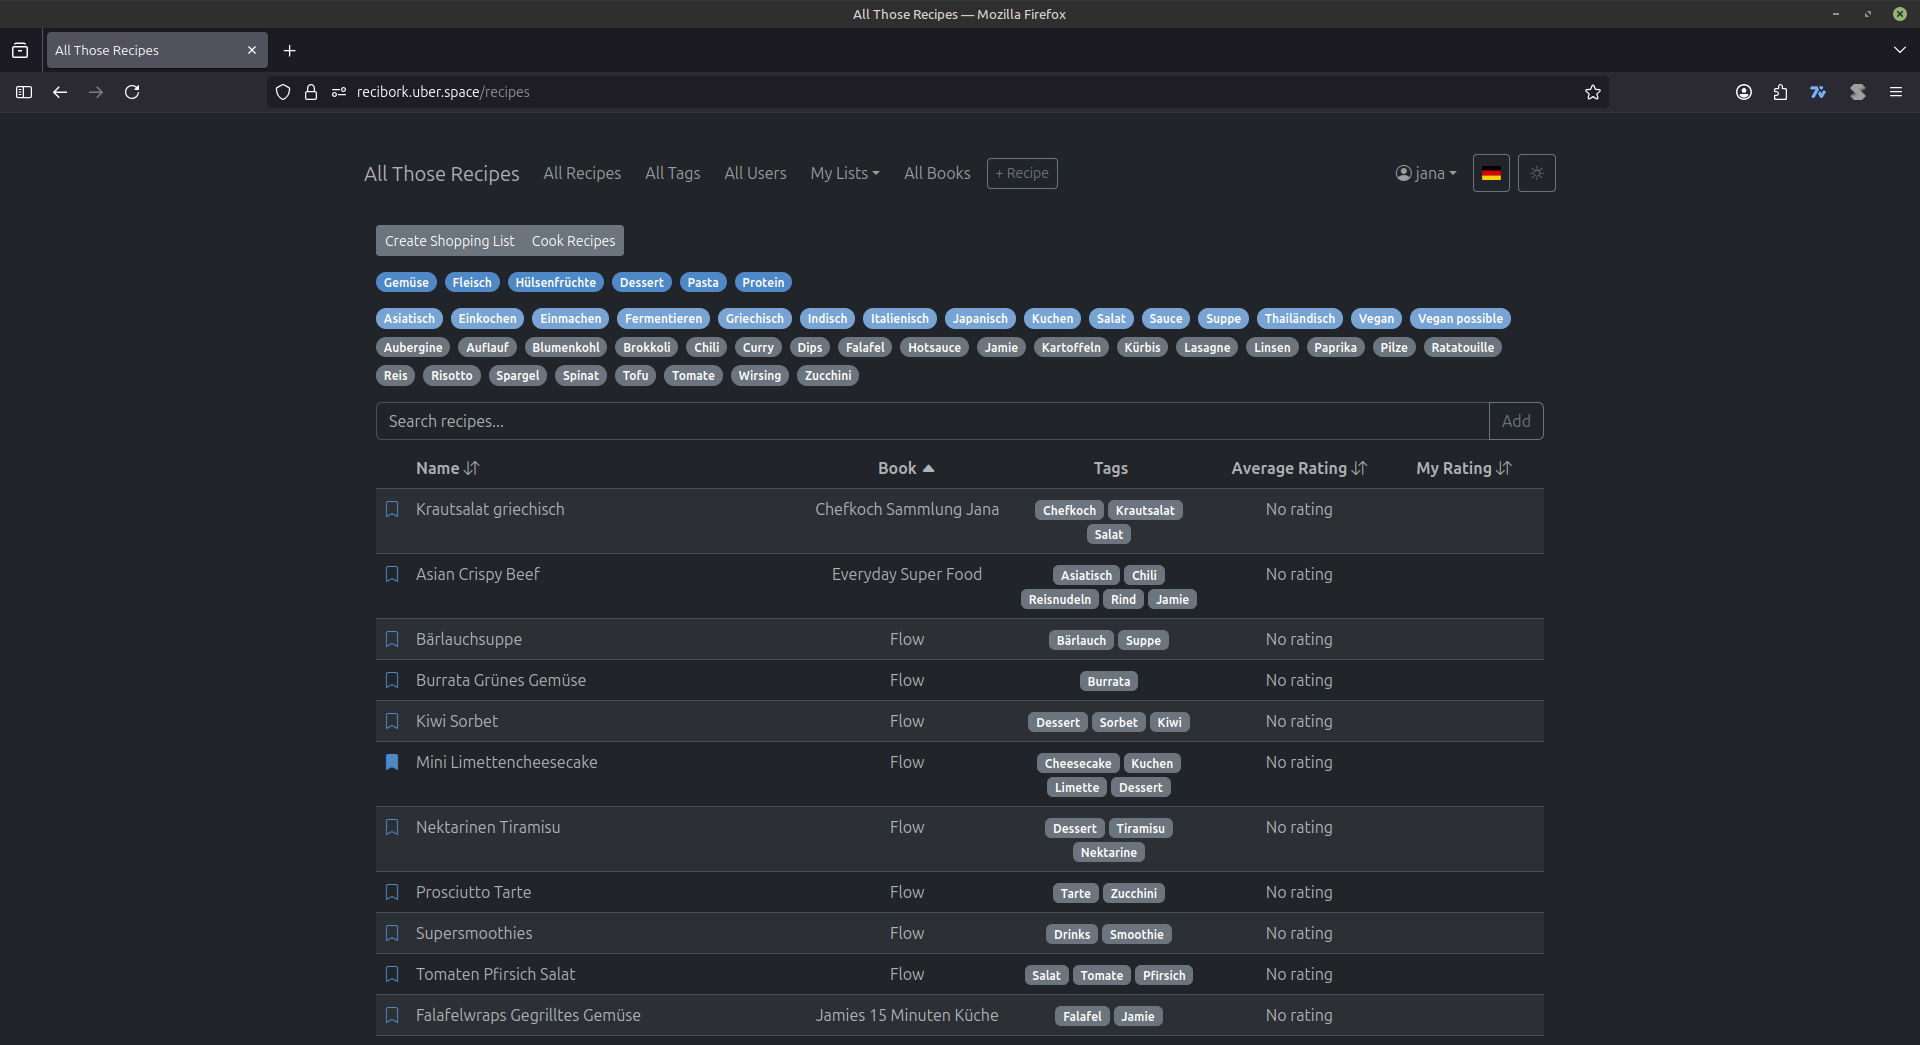 All Those Recipes — Mozilla Firefox
All Those Recipes
recibork.uber.space/recipes
All Those Recipes All Recipes All Tags All Users My Lists All Books + Recipe jana
Create Shopping List Cook Recipes
Gemüse Fleisch Hülsenfrüchte Dessert Pasta Protein
Asiatisch Einkochen Einmachen Fermentieren Griechisch Indisch Italienisch Japanisch Kuchen Salat Sauce Suppe Thailändisch Vegan Vegan possible
Aubergine Auflauf Blumenkohl Brokkoli Chili Curry Dips Falafel Hotsauce Jamie Kartoffeln Kürbis Lasagne Linsen Paprika Pilze Ratatouille
Reis Risotto Spargel Spinat Tofu Tomate Wirsing Zucchini
Search recipes... Add
Name Book Tags Average Rating My Rating
Krautsalat griechisch Chefkoch Sammlung Jana Chefkoch Krautsalat No rating
Salat
Asian Crispy Beef Everyday Super Food Asiatisch Chili No rating
Reisnudeln Rind Jamie
Bärlauchsuppe Flow Bärlauch Suppe No rating
Burrata Grünes Gemüse Flow Burrata No rating
Kiwi Sorbet Flow Dessert Sorbet Kiwi No rating
Mini Limettencheesecake Flow Cheesecake Kuchen No rating
Limette Dessert
Nektarinen Tiramisu Flow Dessert Tiramisu No rating
Nektarine
Prosciutto Tarte Flow Tarte Zucchini No rating
Supersmoothies Flow Drinks Smoothie No rating
Tomaten Pfirsich Salat Flow Salat Tomate Pfirsich No rating
Falafelwraps Gegrilltes Gemüse Jamies 15 Minuten Küche Falafel Jamie No rating